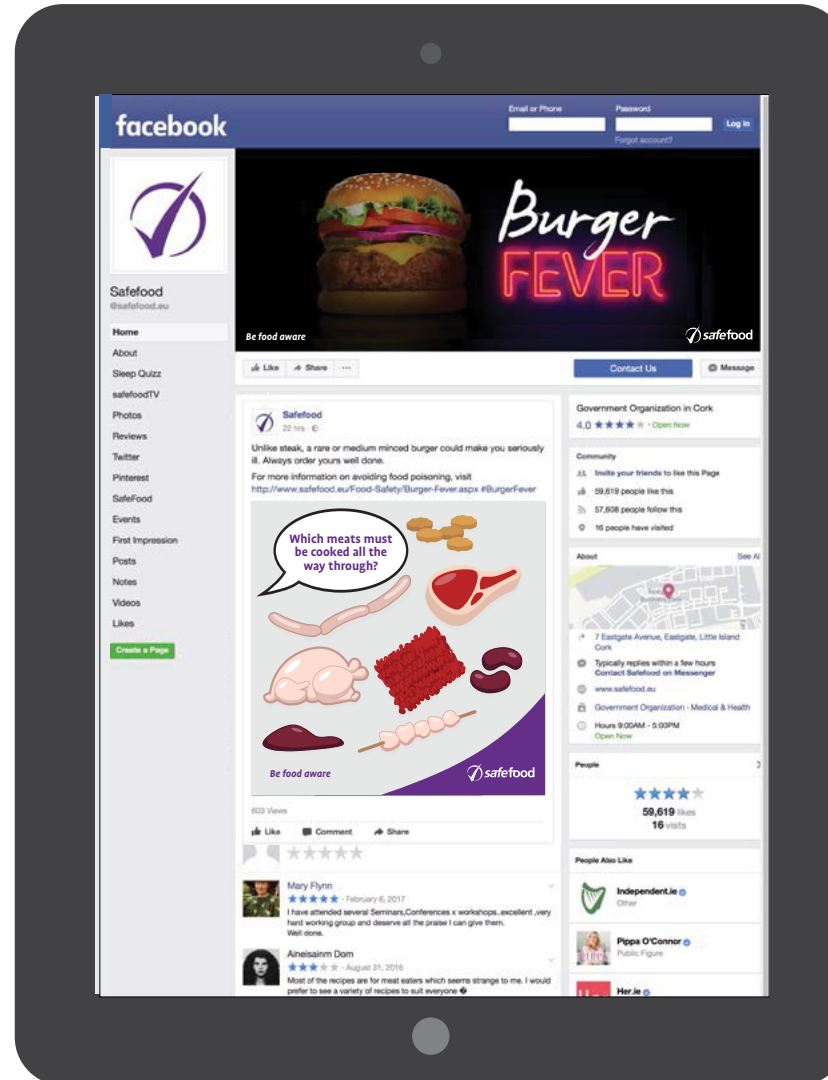 facebook
Email or Phone
Password
Log In
Forgot account?
Burger
FEVER
Be food aware
safefood
Safefood
@safefood.eu
Home
About
Sleep Quizz
safefoodTV
Photos
Reviews
Twitter
Pinterest
SafeFood
Events
First Impression
Posts
Notes
Videos
Likes
Create a Page
Like
Share
Contact Us
Message
Safefood
22 hrs
Unlike steak, a rare or medium minced burger could make you seriously
ill. Always order yours well done.
For more information on avoiding food poisoning, visit
http://www.safefood.eu/Food-Safety/Burger-Fever.aspx #BurgerFever
Which meats must
be cooked all the
way through?
Be food aware
safefood
603 Views
Like
Comment
Share
Mary Flynn
- February 6, 2017
I have attended several Seminars,Conferences x workshops..excellent ,very
hard working group and deserve all the praise I can give them.
Well done.
Aineisainm Dom
- August 31, 2016
Most of the recipes are for meat eaters which seems strange to me. I would
prefer to see a variety of recipes to suit everyone �
Government Organization in Cork
4.0 ★★★★★ · Open Now
Community
Invite your friends to like this Page
59,619 people like this
57,608 people follow this
16 people have visited
About
See Al
7 Eastgate Avenue, Eastgate, Little Island
Cork
Typically replies within a few hours
Contact Safefood on Messenger
www.safefood.eu
Government Organization - Medical & Health
Hours 9:00AM - 5:00PM
Open Now
People
59,619 likes
16 visits
People Also Like
Independent.ie
Other
Pippa O'Connor
Public Figure
Her.ie